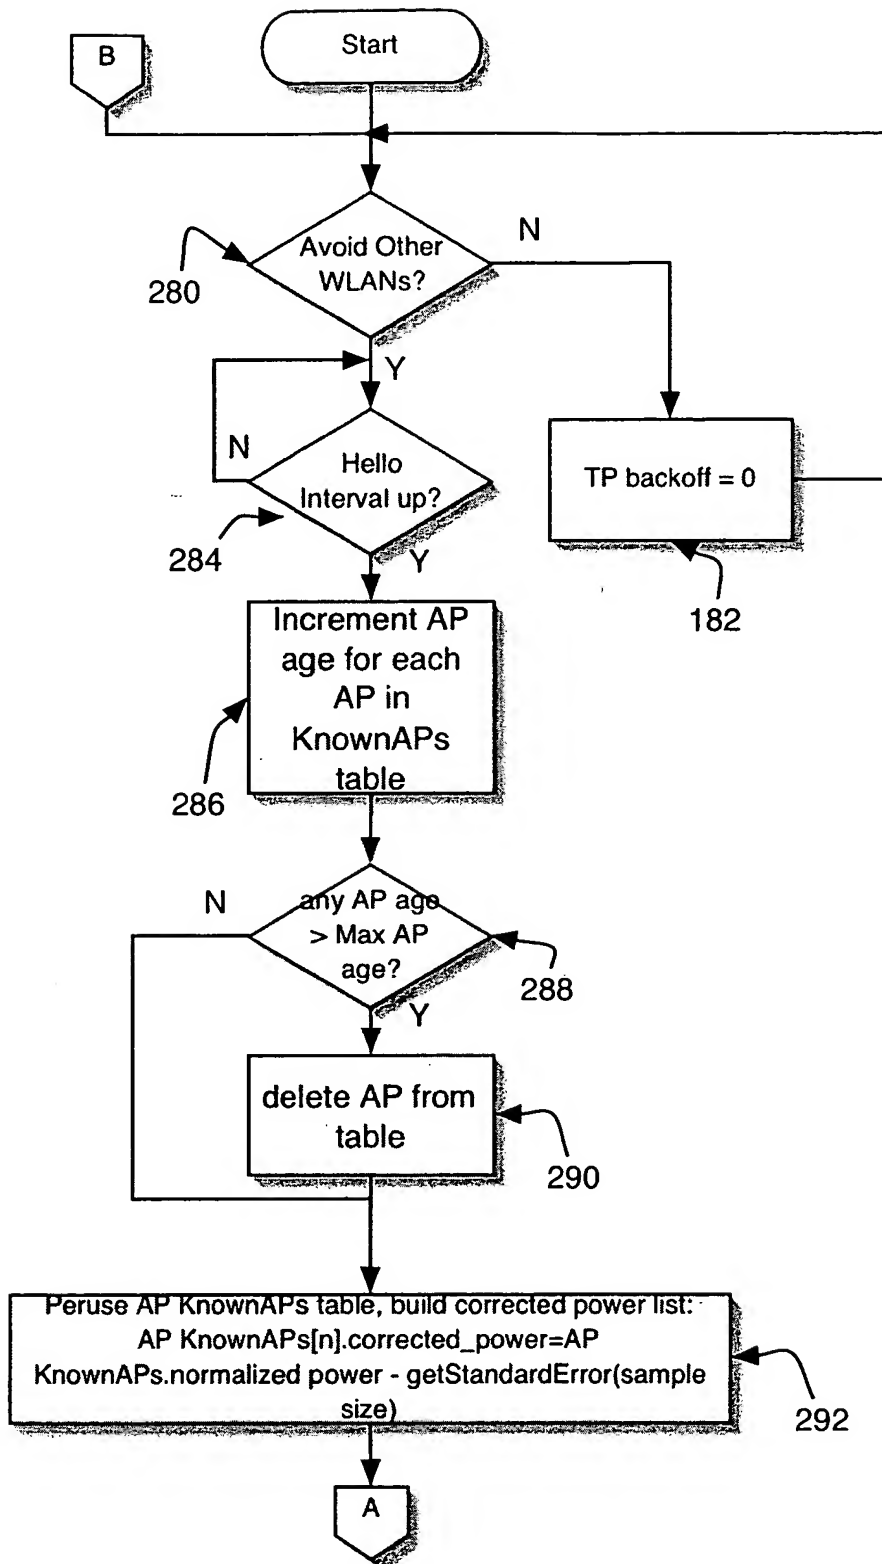 B
Start
Avoid Other
WLANs?
N
280
Y
N
Hello
Interval up?
TP backoff = 0
284
Y
182
Increment AP
age for each
AP in
KnownAPs
table
286
N
any AP age
> Max AP
age?
288
Y
delete AP from
table
290
Peruse AP KnownAPs table, build corrected power list:
AP KnownAPs[n].corrected_power=AP
KnownAPs.normalized power - getStandardError(sample
size)
292
A